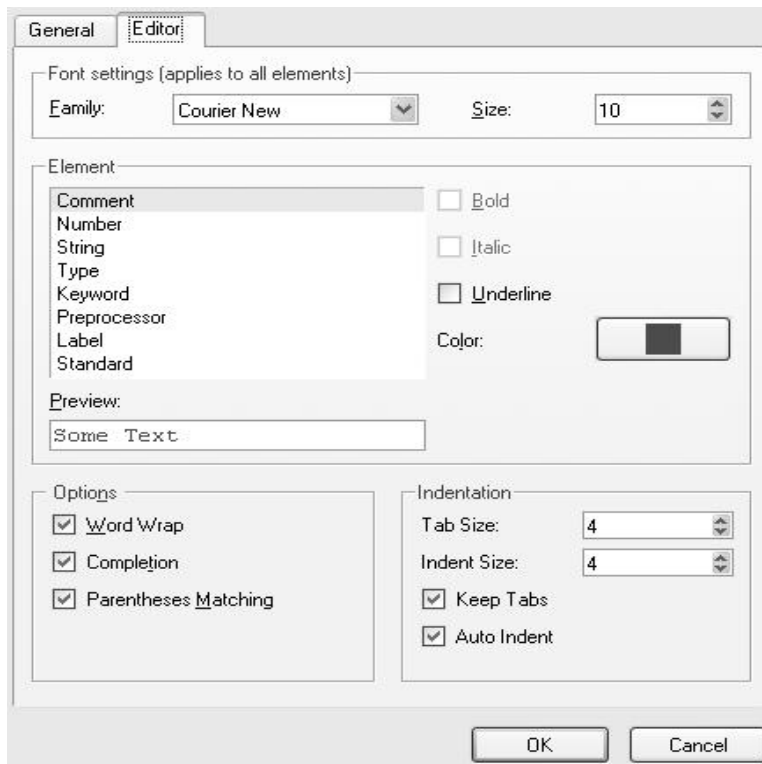 General Editor
Font settings (applies to all elements)
Family: Courier New Size: 10
Element
Comment
Number
String
Type
Keyword
Preprocessor
Label
Standard
Bold
Italic
Underline
Color:
Preview:
Some Text
Options
Word Wrap
Completion
Parentheses Matching
Indentation
Tab Size: 4
Indent Size: 4
Keep Tabs
Auto Indent
OK Cancel